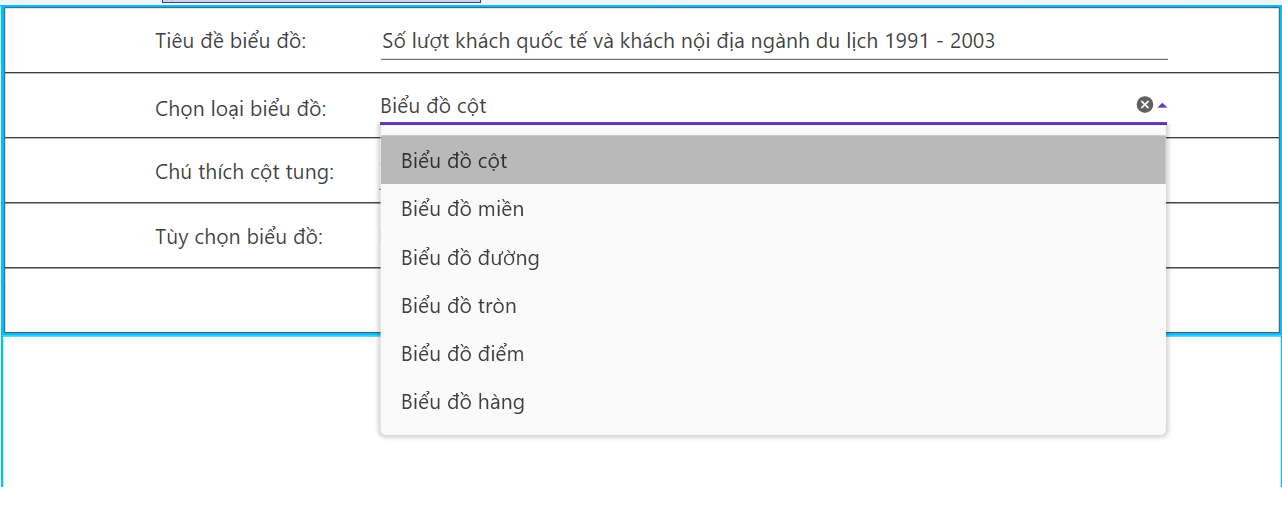 Tiêu đề biểu đồ: Số lượt khách quốc tế và khách nội địa ngành du lịch 1991 - 2003
Chọn loại biểu đồ: Biểu đồ cột
Biểu đồ cột
Chú thích cột tung:
Biểu đồ miền
Tùy chọn biểu đồ:
Biểu đồ đường
Biểu đồ tròn
Biểu đồ điểm
Biểu đồ hàng